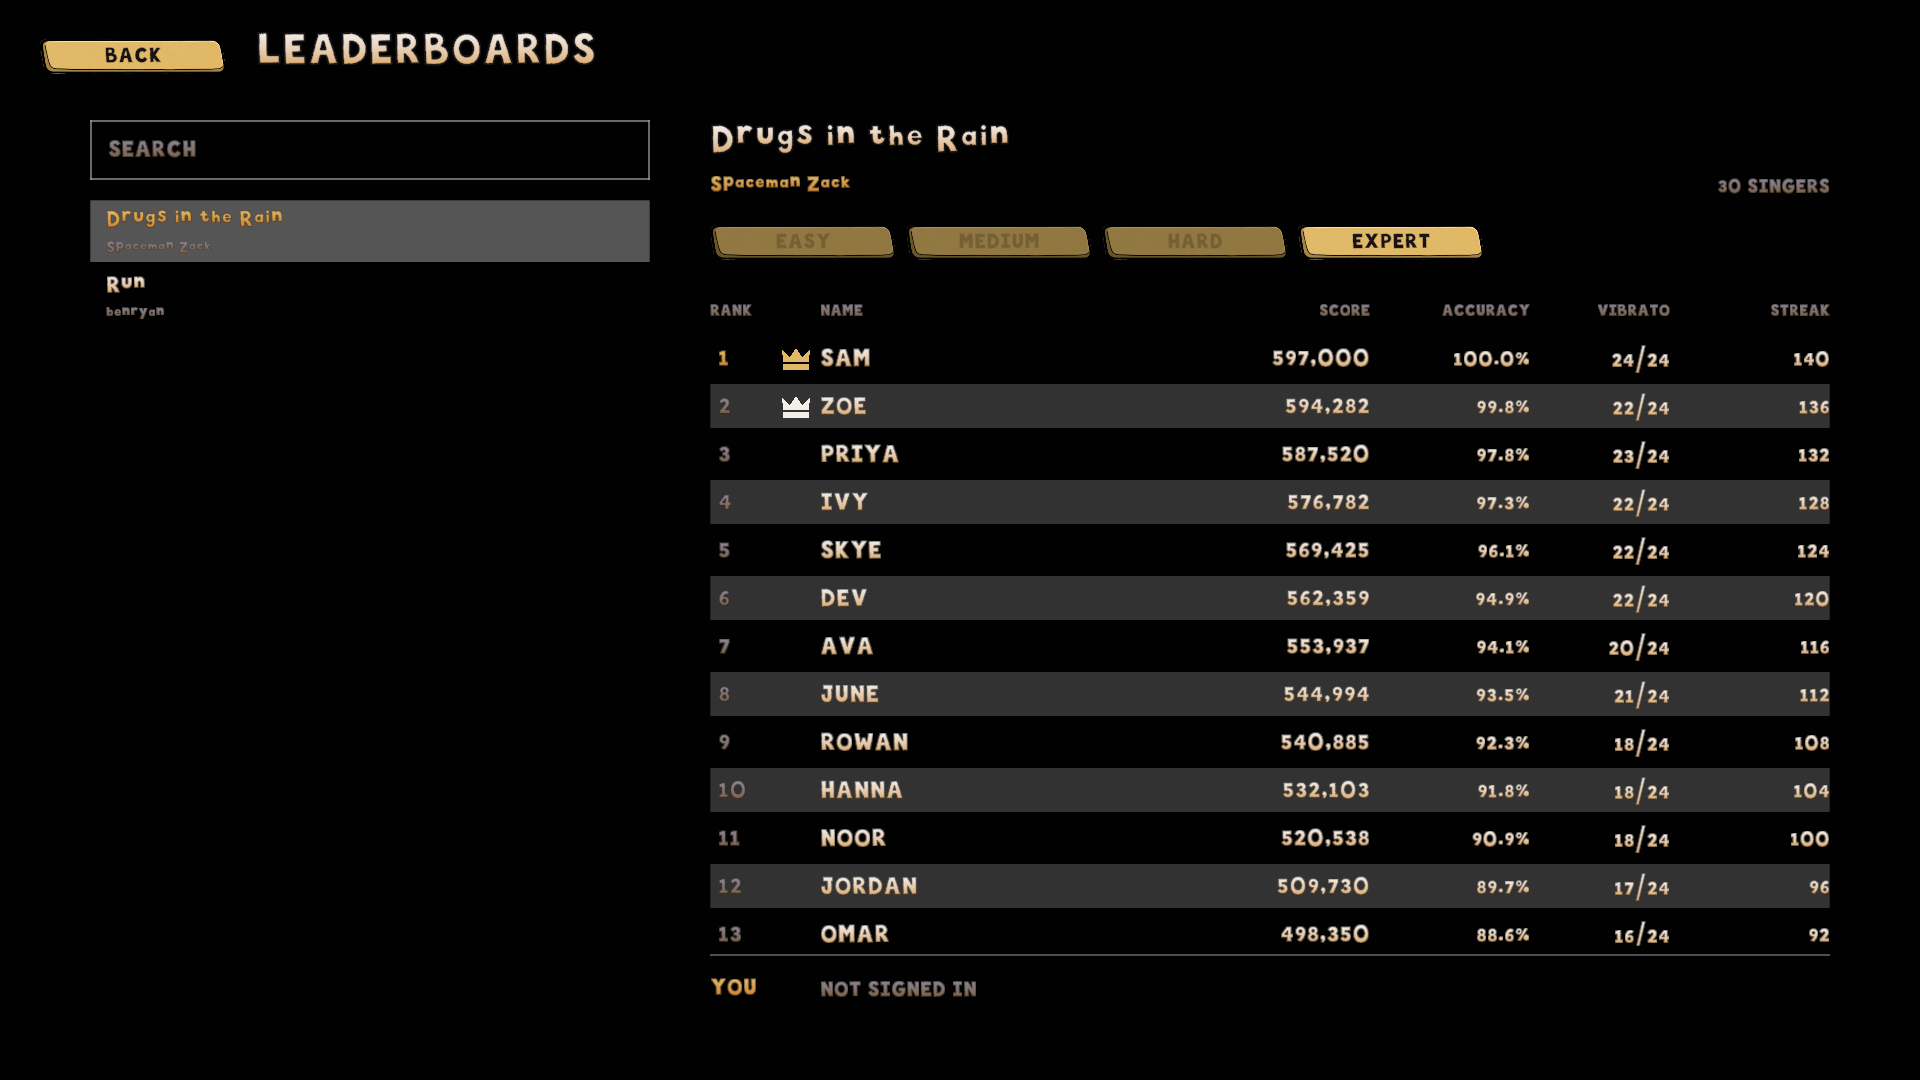 BACK
LEADERBOARDS
SEARCH
Drugs in the Rain
Spaceman Zack
Run
benryan
Drugs in the Rain
Spaceman Zack
30 SINGERS
EASY MEDIUM HARD EXPERT
RANK NAME SCORE ACCURACY VIBRATO STREAK
1 SAM 597,000 100.0% 24/24 140
2 ZOE 594,282 99.8% 22/24 136
3 PRIYA 587,520 97.8% 23/24 132
4 IVY 576,782 97.3% 22/24 128
5 SKYE 569,425 96.1% 22/24 124
6 DEV 562,359 94.9% 22/24 120
7 AVA 553,937 94.1% 20/24 116
8 JUNE 544,994 93.5% 21/24 112
9 ROWAN 540,885 92.3% 18/24 108
10 HANNA 532,103 91.8% 18/24 104
11 NOOR 520,538 90.9% 18/24 100
12 JORDAN 509,730 89.7% 17/24 96
13 OMAR 498,350 88.6% 16/24 92
YOU NOT SIGNED IN